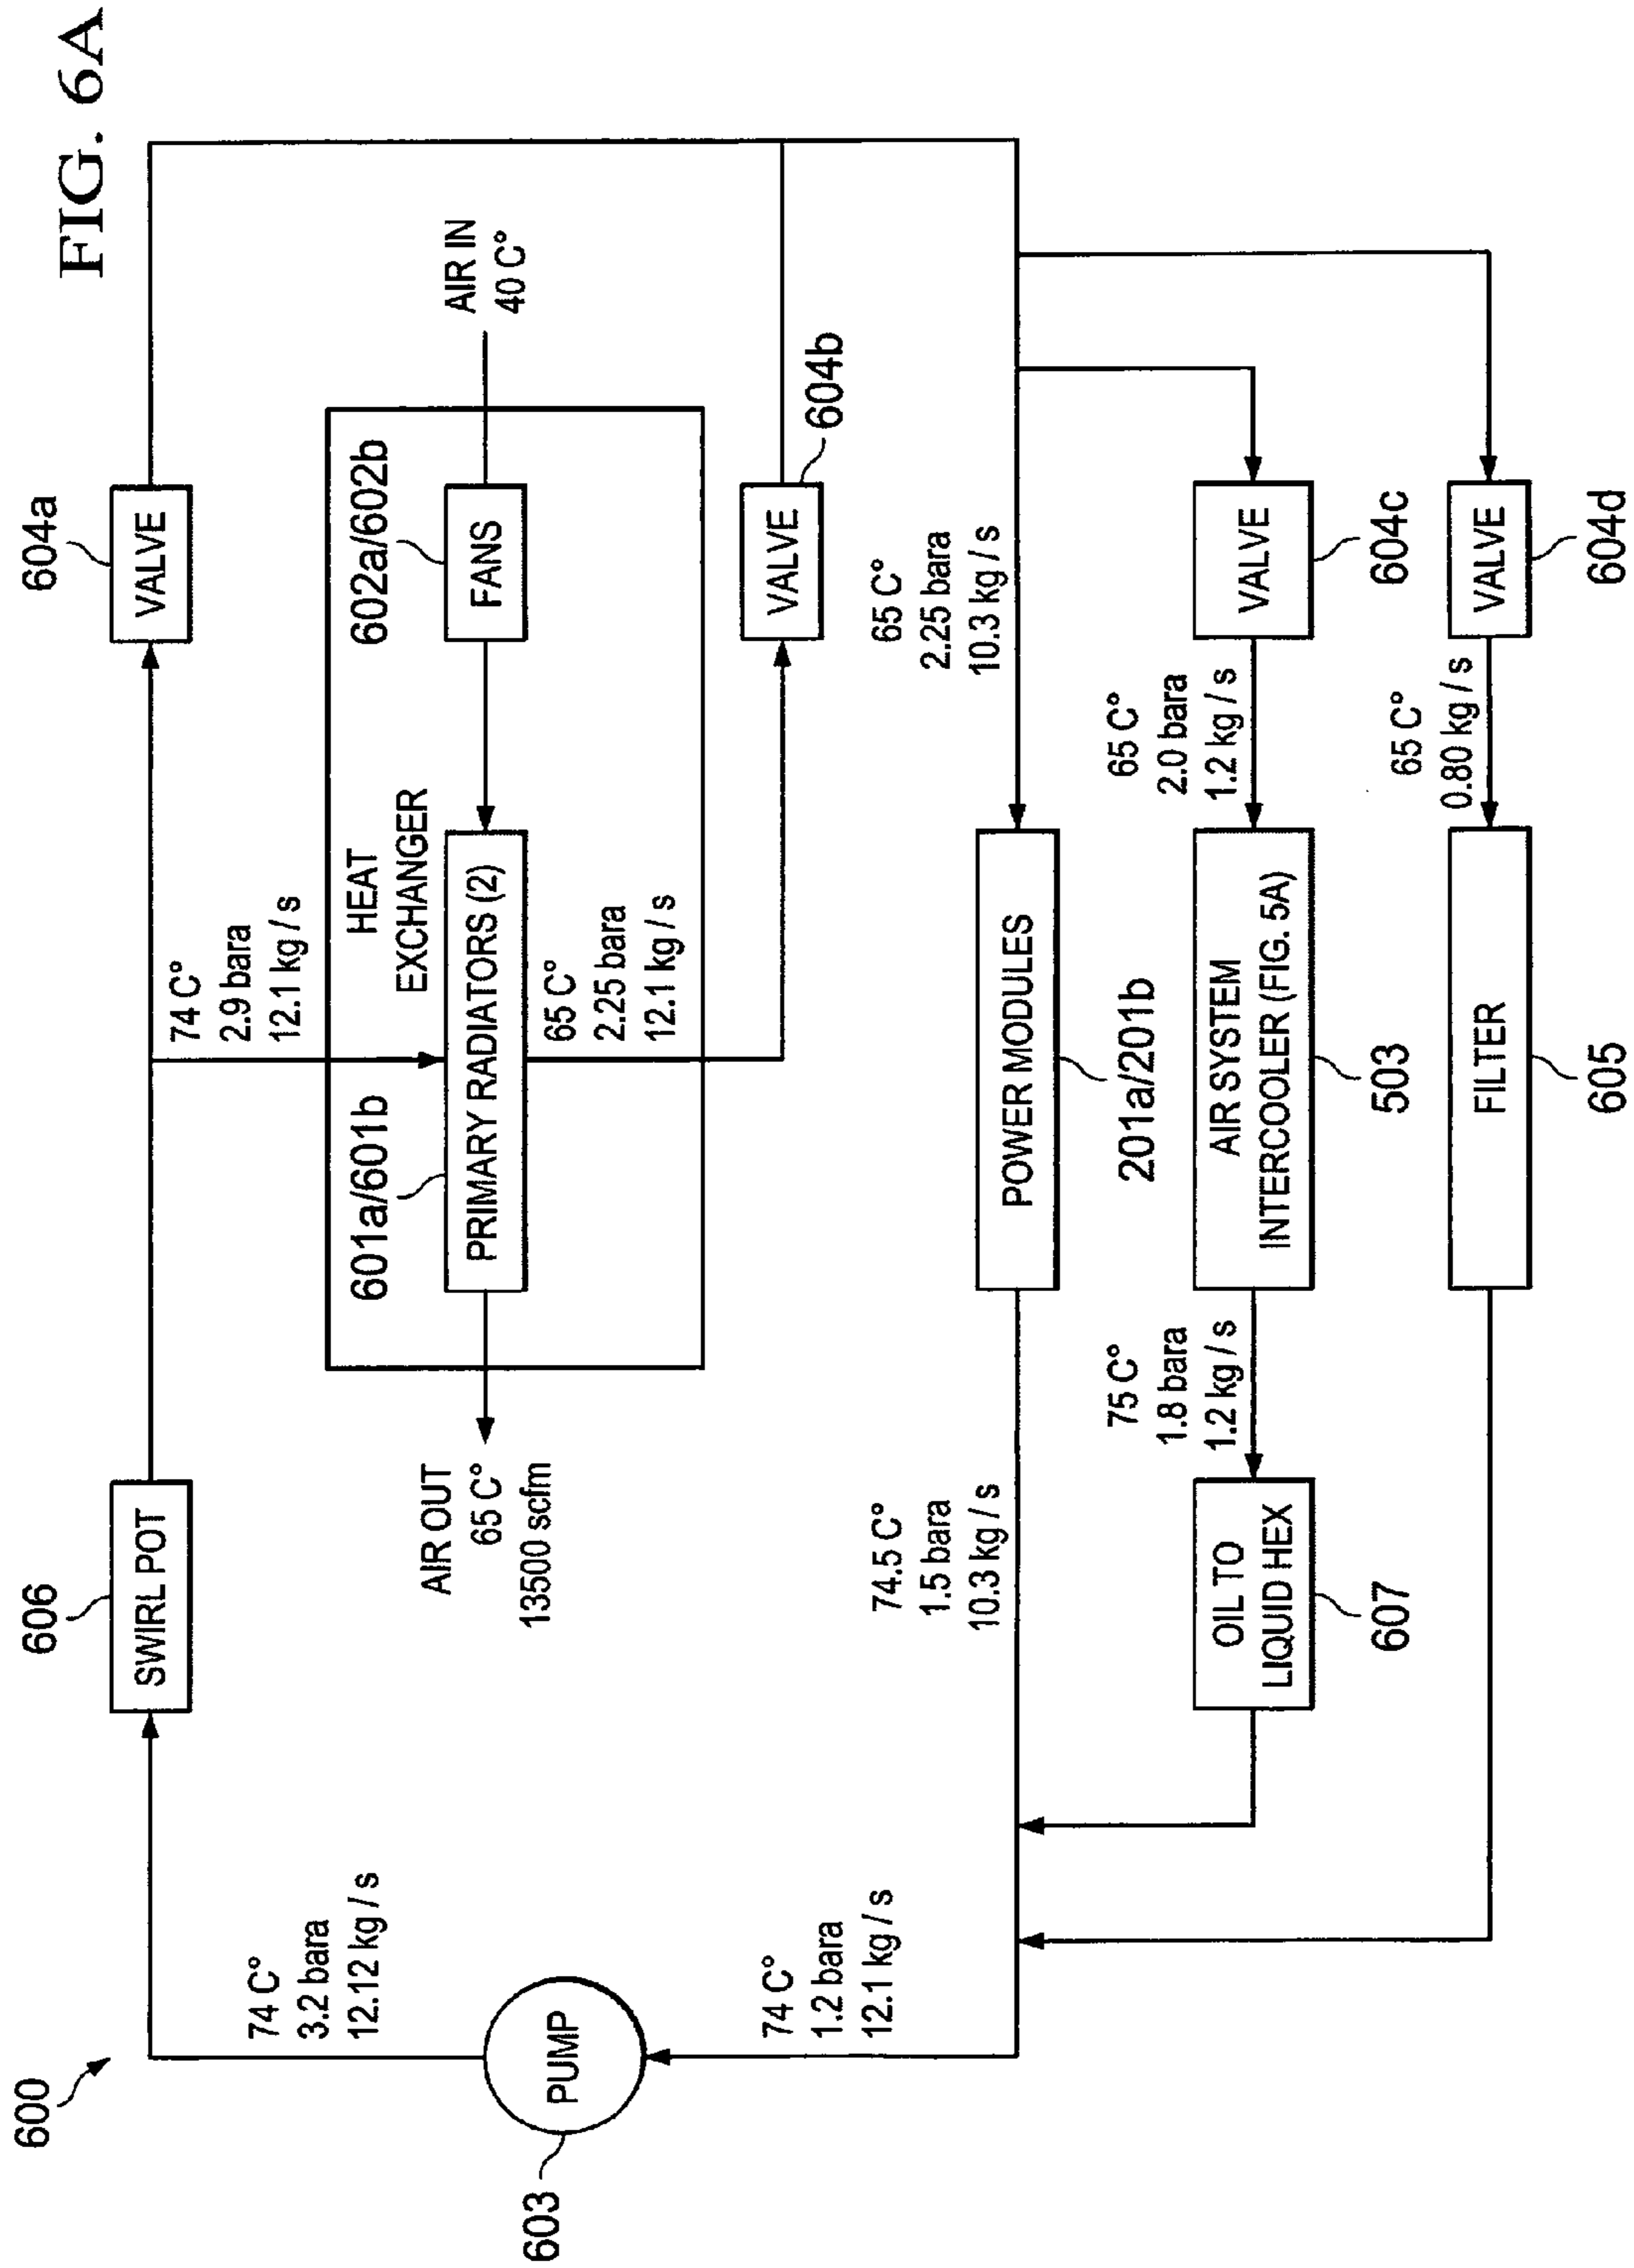 FIG. 6A
600
603
PUMP
74 C°
3.2 bara
12.12 kg / s
606
SWIRL POT
604a
VALVE
74 C°
2.9 bara
12.1 kg / s
HEAT
EXCHANGER
601a/601b
PRIMARY RADIATORS (2)
602a/602b
FANS
AIR IN
40 C°
AIR OUT
65 C°
13500 scfm
65 C°
2.25 bara
12.1 kg / s
VALVE
604b
65 C°
2.25 bara
10.3 kg / s
POWER MODULES
201a/201b
74.5 C°
1.5 bara
10.3 kg / s
74 C°
1.2 bara
12.1 kg / s
VALVE
604c
65 C°
2.0 bara
1.2 kg / s
AIR SYSTEM
INTERCOOLER (FIG. 5A)
503
75 C°
1.8 bara
1.2 kg / s
OIL TO
LIQUID HEX
607
VALVE
604d
65 C°
0.80 kg / s
FILTER
605